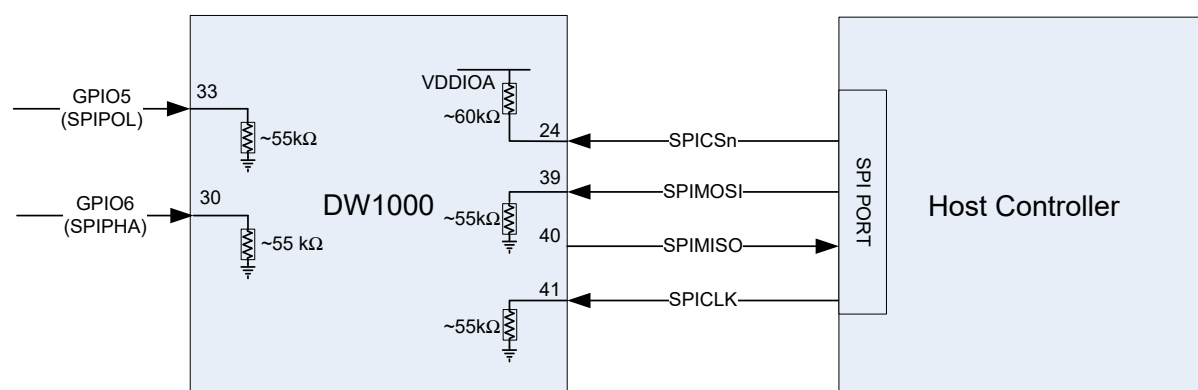 GPIO5
(SPIPOL)
33
~55kΩ
GPIO6
(SPIPHA)
30
~55 kΩ
DW1000
VDDIOA
~60kΩ
24
SPICSn
39
SPIMOSI
~55kΩ
40
SPIMISO
41
SPICLK
~55kΩ
SPI PORT
Host Controller